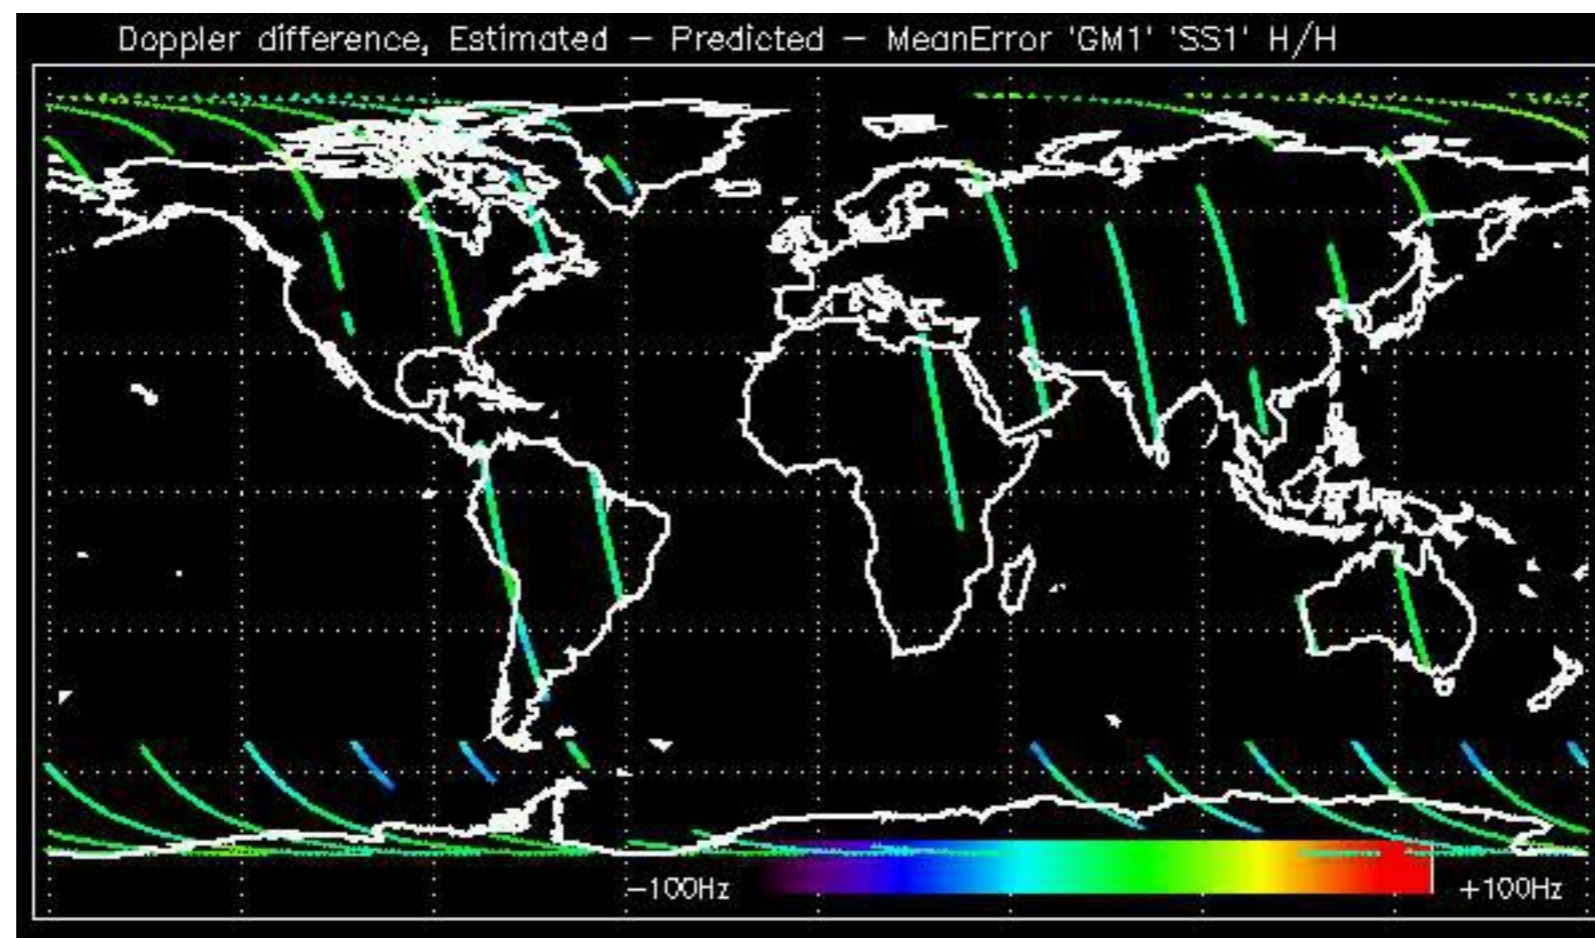 Doppler difference, Estimated − Predicted − MeanError 'GM1' 'SS1' H/H
−100Hz
+100Hz